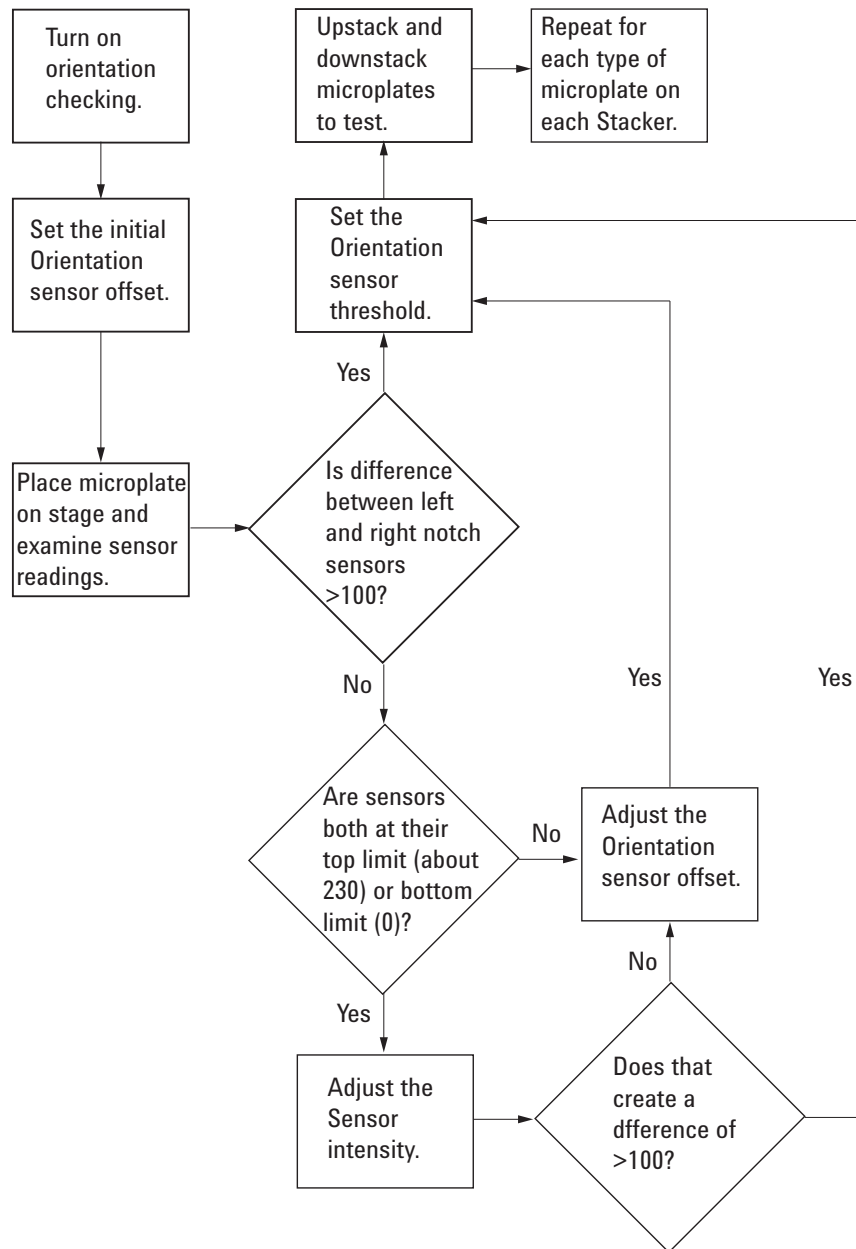 Turn on
orientation
checking.
Upstack and
downstack
microplates
to test.
Repeat for
each type of
microplate on
each Stacker.
Set the initial
Orientation
sensor offset.
Set the
Orientation
sensor
threshold.
Yes
Place microplate
on stage and
examine sensor
readings.
Is difference
between left
and right notch
sensors
>100?
No
Yes
Yes
Are sensors
both at their
top limit (about
230) or bottom
limit (0)?
No
Adjust the
Orientation
sensor offset.
No
Yes
Adjust the
Sensor
intensity.
Does that
create a
dfference of
>100?